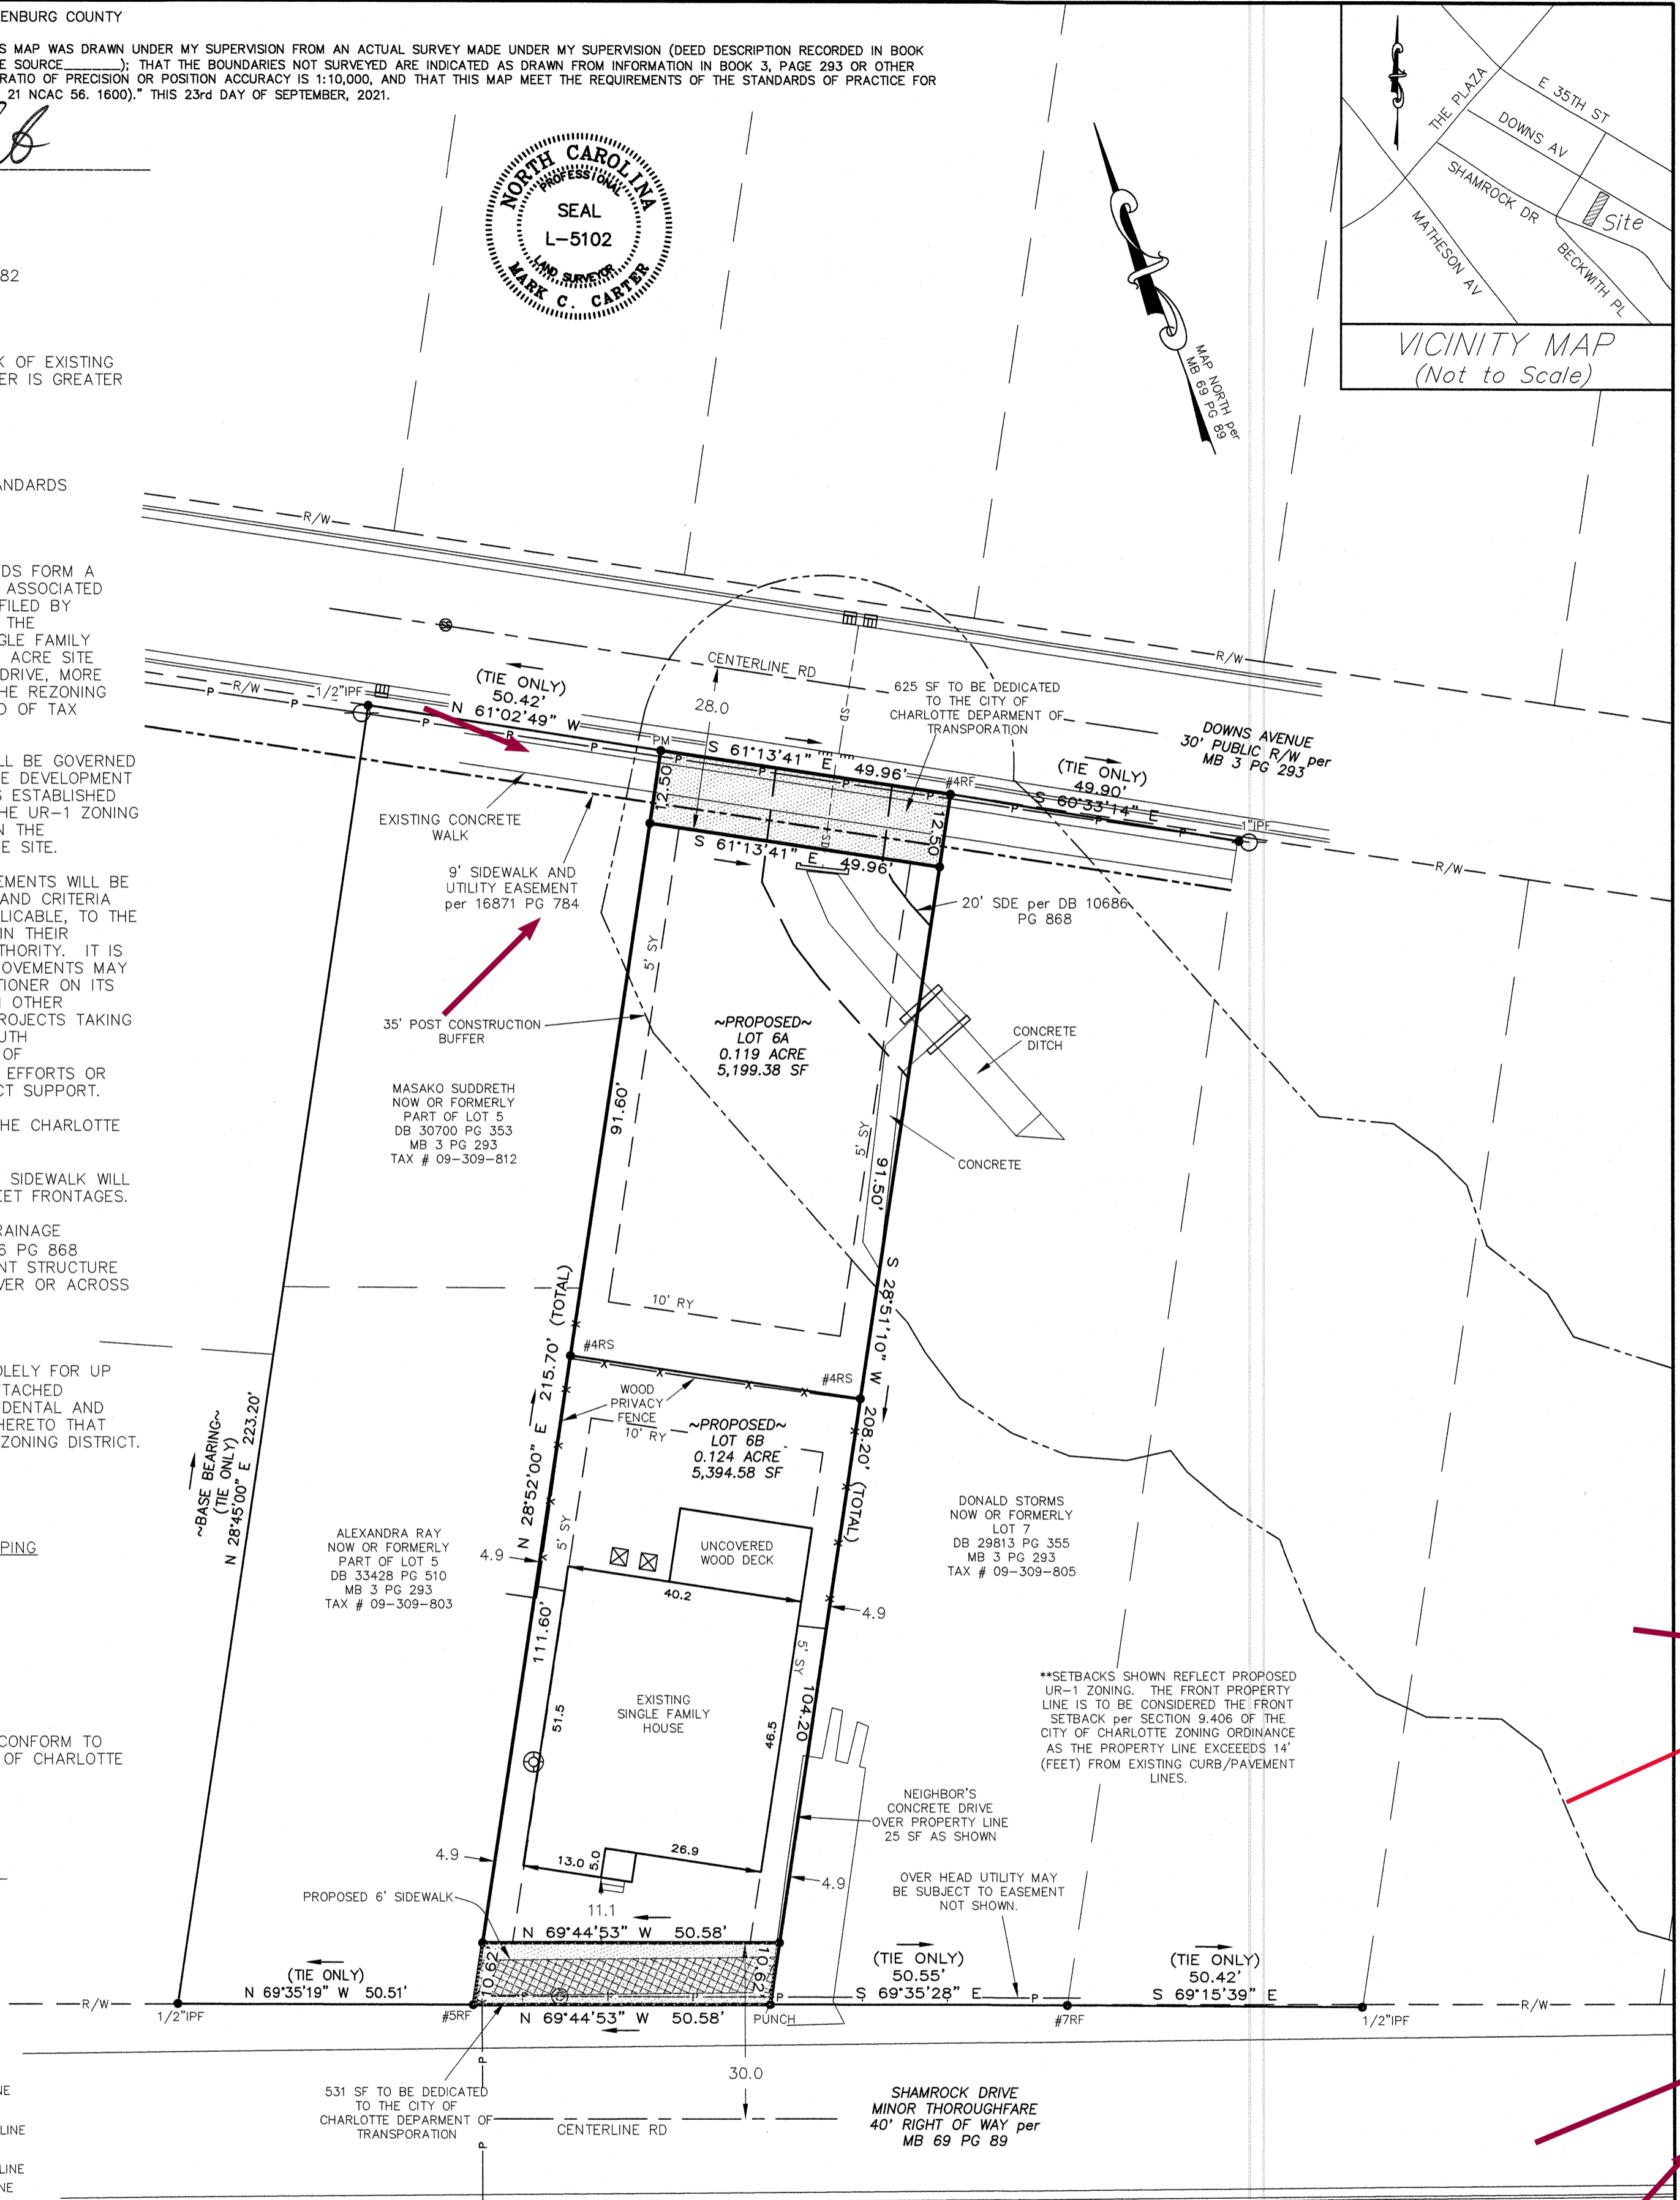 ENBURG COUNTY
S MAP WAS DRAWN UNDER MY SUPERVISION FROM AN ACTUAL SURVEY MADE UNDER MY SUPERVISION (DEED DESCRIPTION RECORDED IN BOOK
E SOURCE_______); THAT THE BOUNDARIES NOT SURVEYED ARE INDICATED AS DRAWN FROM INFORMATION IN BOOK 3, PAGE 293 OR OTHER
RATIO OF PRECISION OR POSITION ACCURACY IS 1:10,000, AND THAT THIS MAP MEET THE REQUIREMENTS OF THE STANDARDS OF PRACTICE FOR
21 NCAC 56. 1600)." THIS 23rd DAY OF SEPTEMBER, 2021.
NORTH CAROLINA
PROFESSIONAL
SEAL
L-5102
LAND SURVEYOR
MARK C. CARTER
MAP NORTH per
MB 69 PG 89
THE PLAZA
E 35TH ST
DOWNS AV
SHAMROCK DR
MATHESON AV
BECKWITH PL
Site
VICINITY MAP
(Not to Scale)
82
K OF EXISTING
ER IS GREATER
ANDARDS
DS FORM A
ASSOCIATED
FILED BY
THE
GLE FAMILY
ACRE SITE
DRIVE, MORE
HE REZONING
D OF TAX
LL BE GOVERNED
E DEVELOPMENT
S ESTABLISHED
HE UR-1 ZONING
N THE
E SITE.
EMENTS WILL BE
AND CRITERIA
PLICABLE, TO THE
IN THEIR
THORITY. IT IS
OVEMENTS MAY
TIONER ON ITS
OTHER
ROJECTS TAKING
UTH
OF
EFFORTS OR
CT SUPPORT.
HE CHARLOTTE
SIDEWALK WILL
EET FRONTAGES.
RAINAGE
6 PG 868
NT STRUCTURE
VER OR ACROSS
OLELY FOR UP
TACHED
IDENTAL AND
HERETO THAT
ZONING DISTRICT.
PING
CONFORM TO
OF CHARLOTTE
NE
LINE
LINE
NE
R/W
CENTERLINE RD
R/W
R/W
1/2"IPF
(TIE ONLY)
50.42'
N 61°02'49" W
28.0
SD
625 SF TO BE DEDICATED
TO THE CITY OF
CHARLOTTE DEPARMENT OF
TRANSPORATION
DOWNS AVENUE
30' PUBLIC R/W per
MB 3 PG 293
PM
S 61°13'41" E
49.96'
#4RF
(TIE ONLY)
49.90'
S 60°33'14" E
1"IPF
R/W
12.50
12.50
SD
S 61°13'41" E 49.96'
EXISTING CONCRETE
WALK
9' SIDEWALK AND
UTILITY EASEMENT
per 16871 PG 784
20' SDE per DB 10686
PG 868
5' SY
35' POST CONSTRUCTION
BUFFER
~PROPOSED~
LOT 6A
0.119 ACRE
5,199.38 SF
CONCRETE
DITCH
CONCRETE
MASAKO SUDDRETH
NOW OR FORMERLY
PART OF LOT 5
DB 30700 PG 353
MB 3 PG 293
TAX # 09-309-812
91.60'
5' SY
91.50'
10' RY
#4RS
#4RS
WOOD
PRIVACY
FENCE
10' RY
~PROPOSED~
LOT 6B
0.124 ACRE
5,394.58 SF
N 28°52'00" E 215.70' (TOTAL)
S 28°51'10" W 208.20' (TOTAL)
~BASE BEARING~
(TIE ONLY)
N 28°45'00" E 223.20'
ALEXANDRA RAY
NOW OR FORMERLY
PART OF LOT 5
DB 33428 PG 510
MB 3 PG 293
TAX # 09-309-803
DONALD STORMS
NOW OR FORMERLY
LOT 7
DB 29813 PG 355
MB 3 PG 293
TAX # 09-309-805
4.9
5' SY
UNCOVERED
WOOD DECK
40.2
4.9
111.60'
5' SY
104.20
EXISTING
SINGLE FAMILY
HOUSE
51.5
46.5
**SETBACKS SHOWN REFLECT PROPOSED
UR-1 ZONING. THE FRONT PROPERTY
LINE IS TO BE CONSIDERED THE FRONT
SETBACK per SECTION 9.406 OF THE
CITY OF CHARLOTTE ZONING ORDINANCE
AS THE PROPERTY LINE EXCEEEDS 14'
(FEET) FROM EXISTING CURB/PAVEMENT
LINES.
NEIGHBOR'S
CONCRETE DRIVE
OVER PROPERTY LINE
25 SF AS SHOWN
4.9
13.0
5.0
26.9
4.9
11.1
PROPOSED 6' SIDEWALK
OVER HEAD UTILITY MAY
BE SUBJECT TO EASEMENT
NOT SHOWN.
N 69°44'53" W 50.58'
10.62'
10.62'
(TIE ONLY)
N 69°35'19" W 50.51'
(TIE ONLY)
50.55'
S 69°35'28" E
(TIE ONLY)
50.42'
S 69°15'39" E
R/W
R/W
1/2"IPF
#5RF
N 69°44'53" W 50.58'
PUNCH
#7RF
1/2"IPF
30.0
531 SF TO BE DEDICATED
TO THE CITY OF
CHARLOTTE DEPARMENT OF
TRANSPORATION
CENTERLINE RD
SHAMROCK DRIVE
MINOR THOROUGHFARE
40' RIGHT OF WAY per
MB 69 PG 89